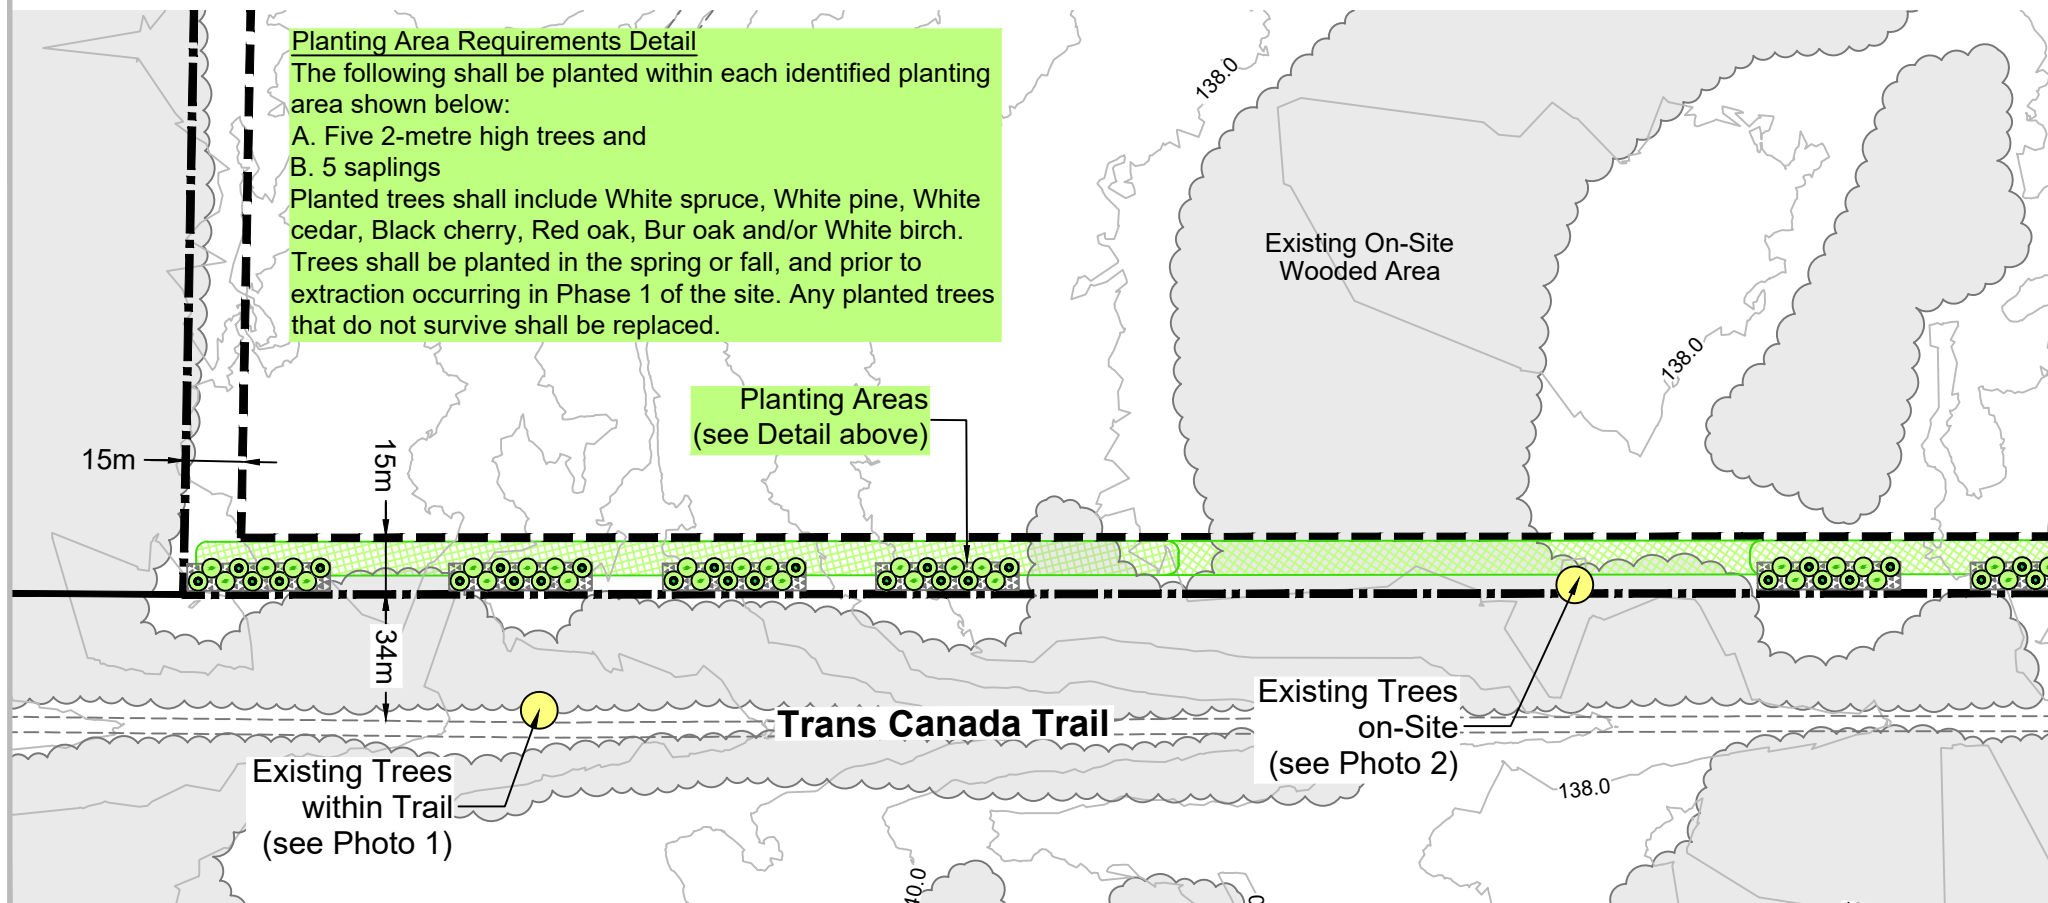 Planting Area Requirements Detail
The following shall be planted within each identified planting
area shown below:
A. Five 2-metre high trees and
B. 5 saplings
Planted trees shall include White spruce, White pine, White
cedar, Black cherry, Red oak, Bur oak and/or White birch.
Trees shall be planted in the spring or fall, and prior to
extraction occurring in Phase 1 of the site. Any planted trees
that do not survive shall be replaced.
138.0
Existing On-Site
Wooded Area
138.0
Planting Areas
(see Detail above)
15m
15m
34m
Trans Canada Trail
Existing Trees
on-Site
(see Photo 2)
Existing Trees
within Trail
(see Photo 1)
138.0
40.0